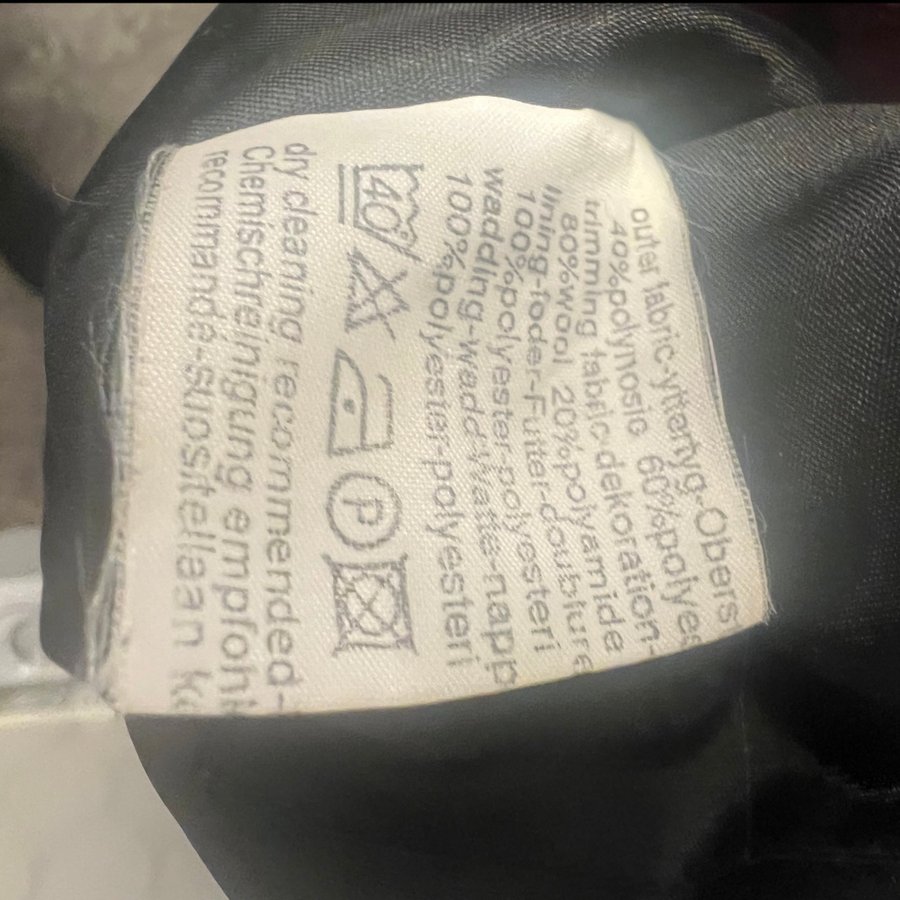 outer fabric-yttertyg-Obers
40%polynosic 60%polyes
trimming fabric-dekoration-
80%wool 20%polyamide
lining-foder-Futter-doublure
100%polyester-polyesteri
wadding-vadd-Watte-napp
100%polyester-polyesteri
40 P
dry cleaning recommended-
Chemischreinigung empfohl
recommandé-suositellaan k